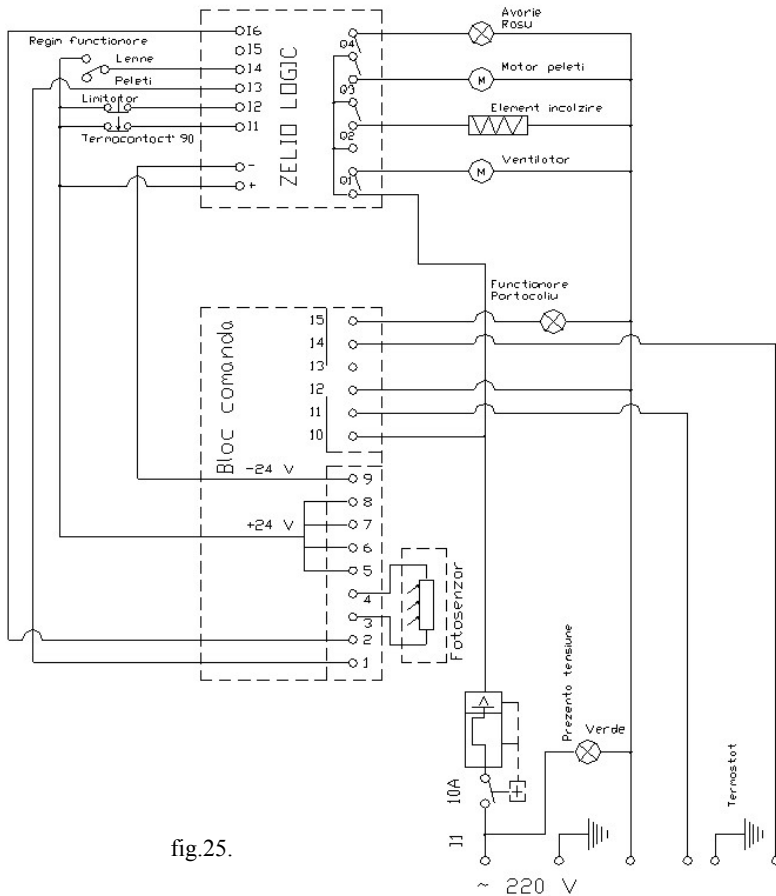 I6
I5
I4
I3
I2
I1
-
+
ZELIO LOGIC
Q4
Q3
Q2
Q1
Regim functionare
Lemne
Peleti
Limitator
Termocontact 90
Avarie
Rosu
M
Motor peleti
Element incalzire
M
Ventilator
Functionare
Portocaliu
Bloc comanda
15
14
13
12
11
10
-24 V
+24 V
9
8
7
6
5
4
3
2
1
Fotosenzor
Prezenta tensiune
Verde
10A
I1
Termostat
~ 220 V
fig.25.